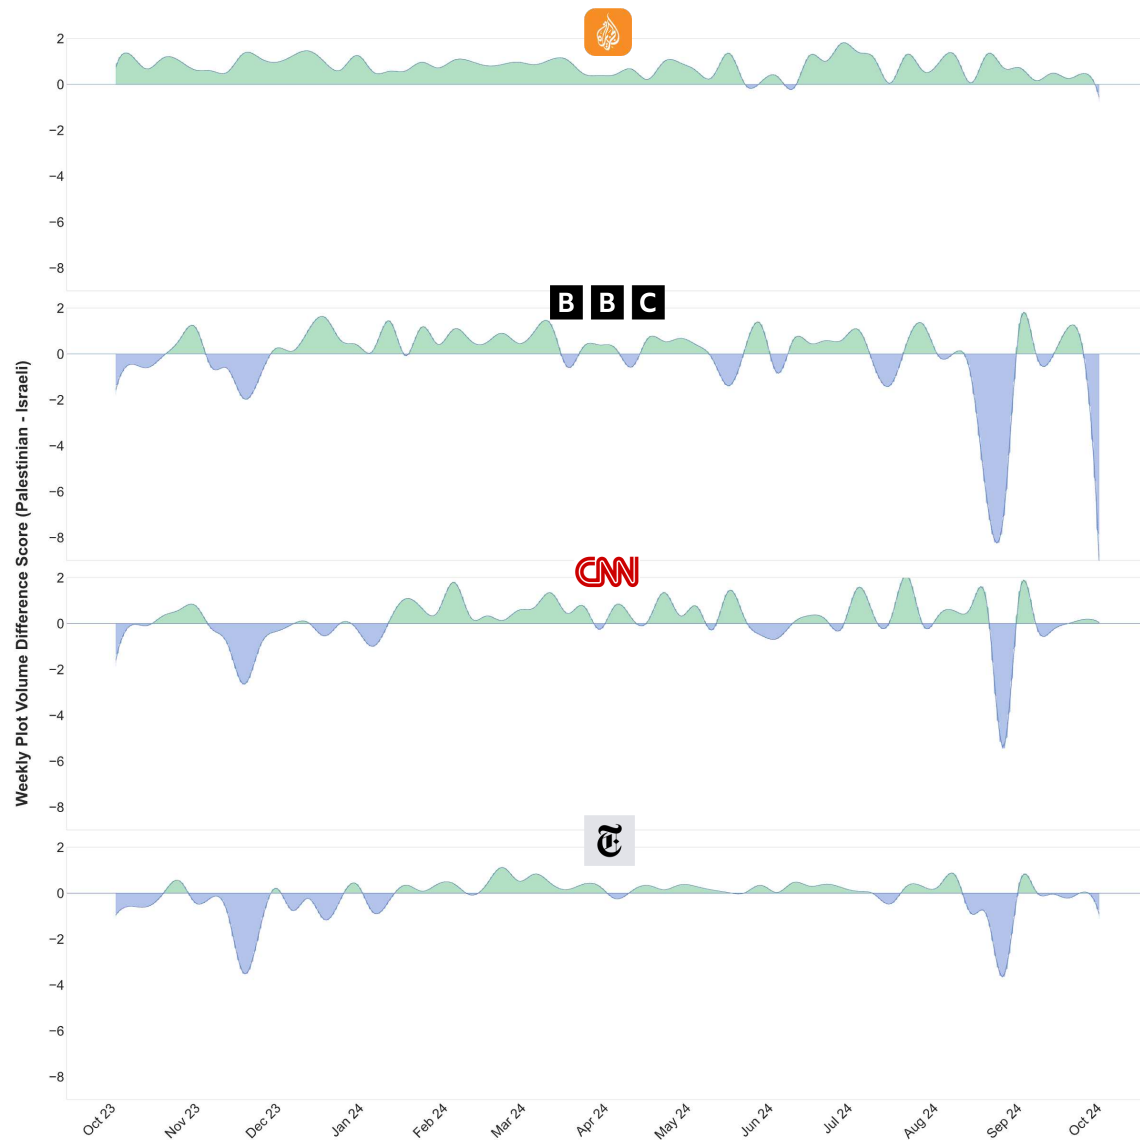 Weekly Plot Volume Difference Score (Palestinian - Israeli)
2
0
−2
−4
−6
−8
BBC
2
0
−2
−4
−6
−8
CNN
2
0
−2
−4
−6
−8
T
2
0
−2
−4
−6
−8
Oct 23
Nov 23
Dec 23
Jan 24
Feb 24
Mar 24
Apr 24
May 24
Jun 24
Jul 24
Aug 24
Sep 24
Oct 24